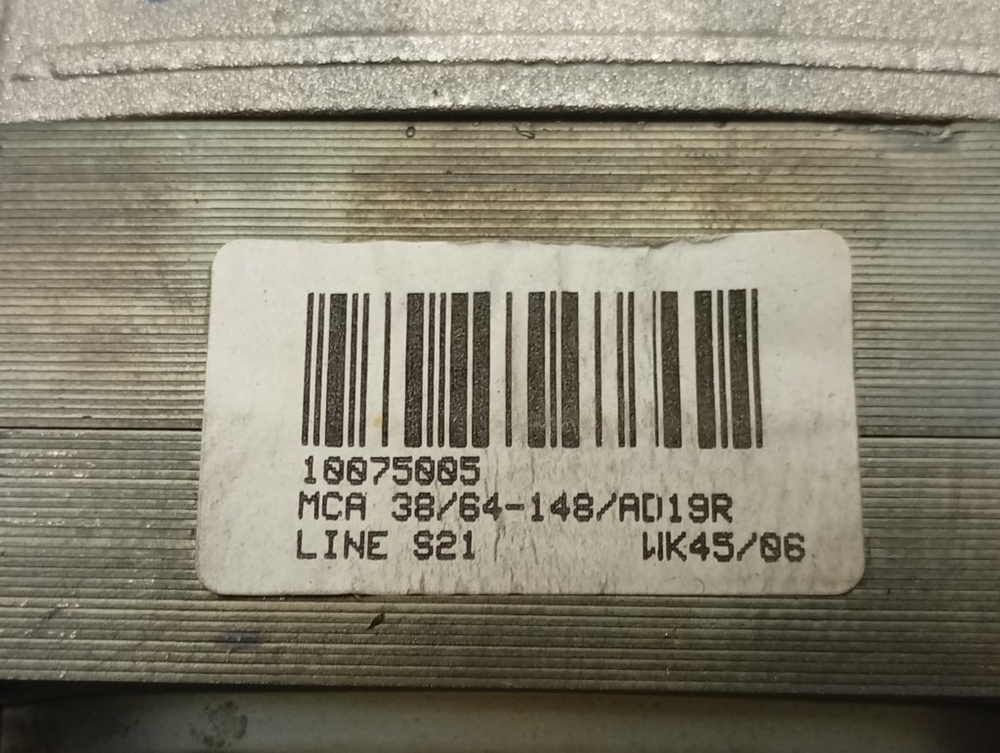 10075005
MCA 38/64-148/AD19R
LINE S21 WK45/06